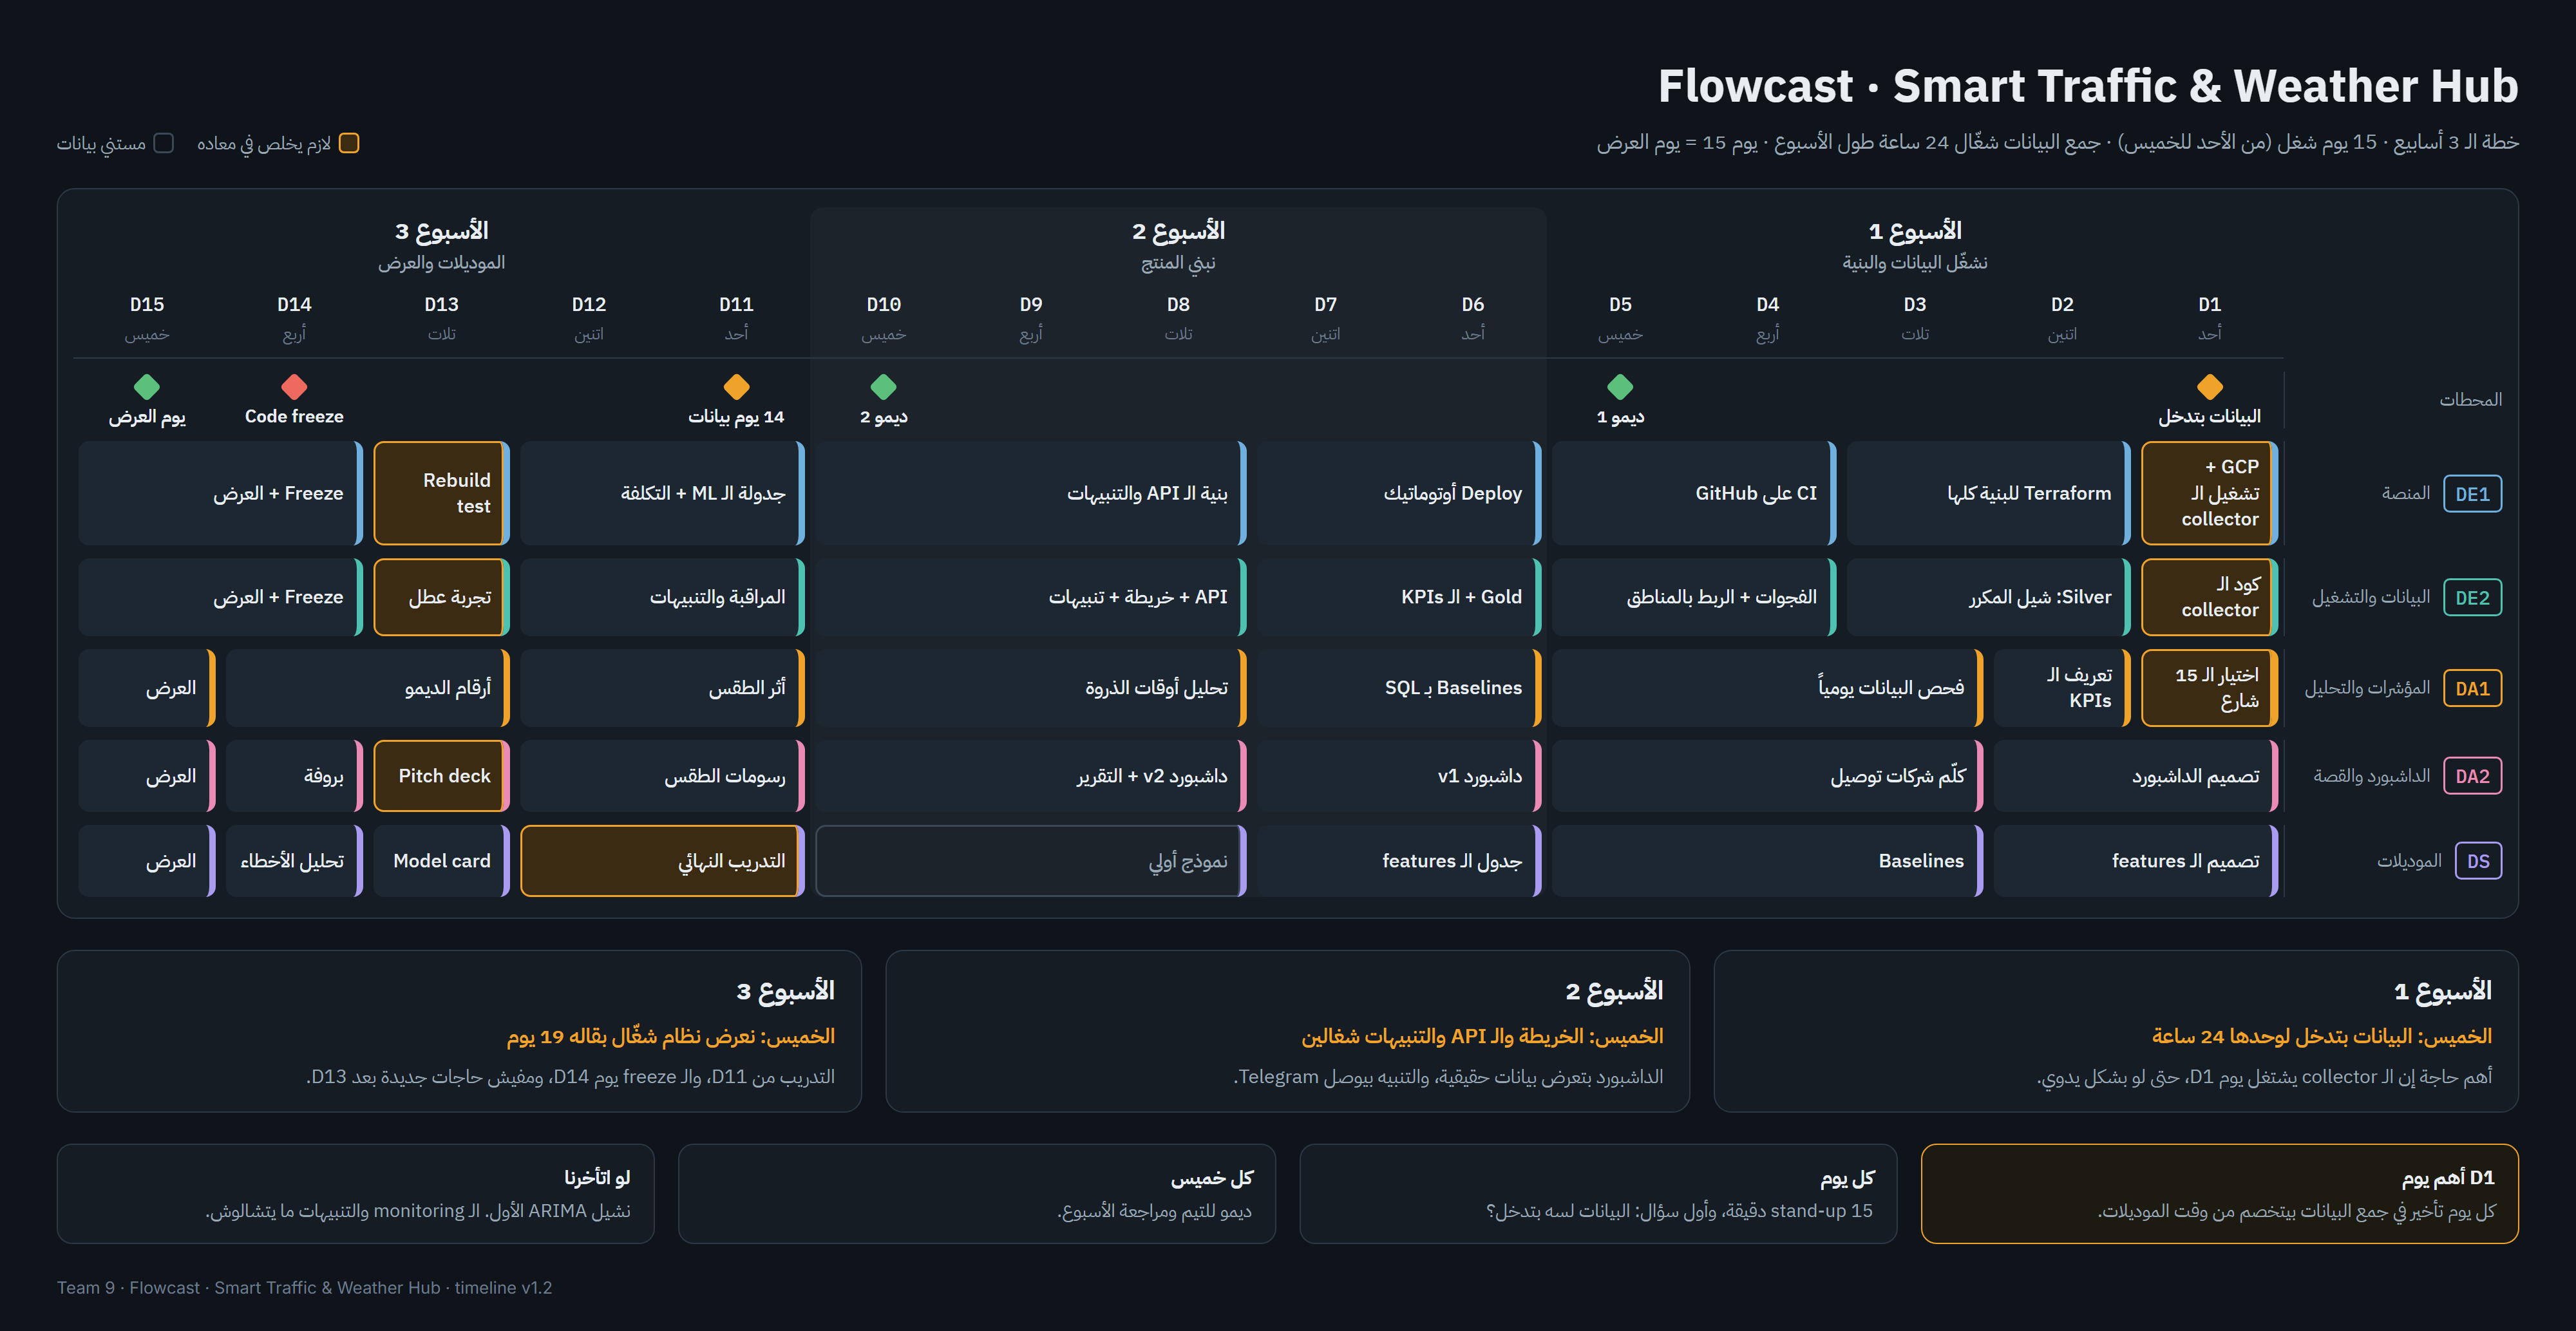 Flowcast · Smart Traffic & Weather Hub
خطة الـ 3 أسابيع · 15 يوم شغل (من الأحد للخميس) · جمع البيانات شغّال 24 ساعة طول الأسبوع · يوم 15 = يوم العرض
لازم يخلص في معاده
مستني بيانات
الأسبوع 1
نشغّل البيانات والبنية
الأسبوع 2
نبني المنتج
الأسبوع 3
الموديلات والعرض
D1
D2
D3
D4
D5
D6
D7
D8
D9
D10
D11
D12
D13
D14
D15
أحد
اتنين
تلات
أربع
خميس
أحد
اتنين
تلات
أربع
خميس
أحد
اتنين
تلات
أربع
خميس
المحطات
البيانات بتدخل
ديمو 1
ديمو 2
14 يوم بيانات
Code freeze
يوم العرض
DE1
المنصة
GCP +
تشغيل الـ
collector
Terraform للبنية كلها
CI على GitHub
Deploy أوتوماتيك
بنية الـ API والتنبيهات
جدولة الـ ML + التكلفة
Rebuild
test
Freeze + العرض
DE2
البيانات والتشغيل
كود الـ
collector
Silver: شيل المكرر
الفجوات + الربط بالمناطق
Gold + الـ KPIs
API + خريطة + تنبيهات
المراقبة والتنبيهات
تجربة عطل
Freeze + العرض
DA1
المؤشرات والتحليل
اختيار الـ 15
شارع
تعريف الـ
KPIs
فحص البيانات يومياً
Baselines بـ SQL
تحليل أوقات الذروة
أثر الطقس
أرقام الديمو
العرض
DA2
الداشبورد والقصة
تصميم الداشبورد
كلّم شركات توصيل
داشبورد v1
داشبورد v2 + التقرير
رسومات الطقس
Pitch deck
بروفة
العرض
DS
الموديلات
تصميم الـ features
Baselines
جدول الـ features
نموذج أولي
التدريب النهائي
Model card
تحليل الأخطاء
العرض
الأسبوع 1
الخميس: البيانات بتدخل لوحدها 24 ساعة
أهم حاجة إن الـ collector يشتغل يوم D1، حتى لو بشكل يدوي.
الأسبوع 2
الخميس: الخريطة والـ API والتنبيهات شغالين
الداشبورد بتعرض بيانات حقيقية، والتنبيه بيوصل Telegram.
الأسبوع 3
الخميس: نعرض نظام شغّال بقاله 19 يوم
التدريب من D11، والـ freeze يوم D14، ومفيش حاجات جديدة بعد D13.
D1 أهم يوم
كل يوم تأخير في جمع البيانات بيتخصم من وقت الموديلات.
كل يوم
stand-up 15 دقيقة، وأول سؤال: البيانات لسه بتدخل؟
كل خميس
ديمو للتيم ومراجعة الأسبوع.
لو اتأخرنا
نشيل ARIMA الأول. الـ monitoring والتنبيهات ما يتشالوش.
Team 9 · Flowcast · Smart Traffic & Weather Hub · timeline v1.2